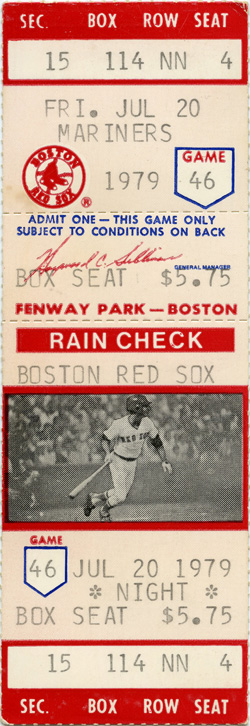 SEC. BOX ROW SEAT
15 114 NN 4
FRI. JUL 20
MARINERS
BOSTON RED SOX ®
1979
GAME
46
ADMIT ONE — THIS GAME ONLY
SUBJECT TO CONDITIONS ON BACK
Haywood C. Sullivan
GENERAL MANAGER
BOX SEAT $5.75
FENWAY PARK — BOSTON
RAIN CHECK
BOSTON RED SOX
RED SOX
GAME
46
JUL 20 1979
*NIGHT*
BOX SEAT $5.75
15 114 NN 4
SEC. BOX ROW SEAT